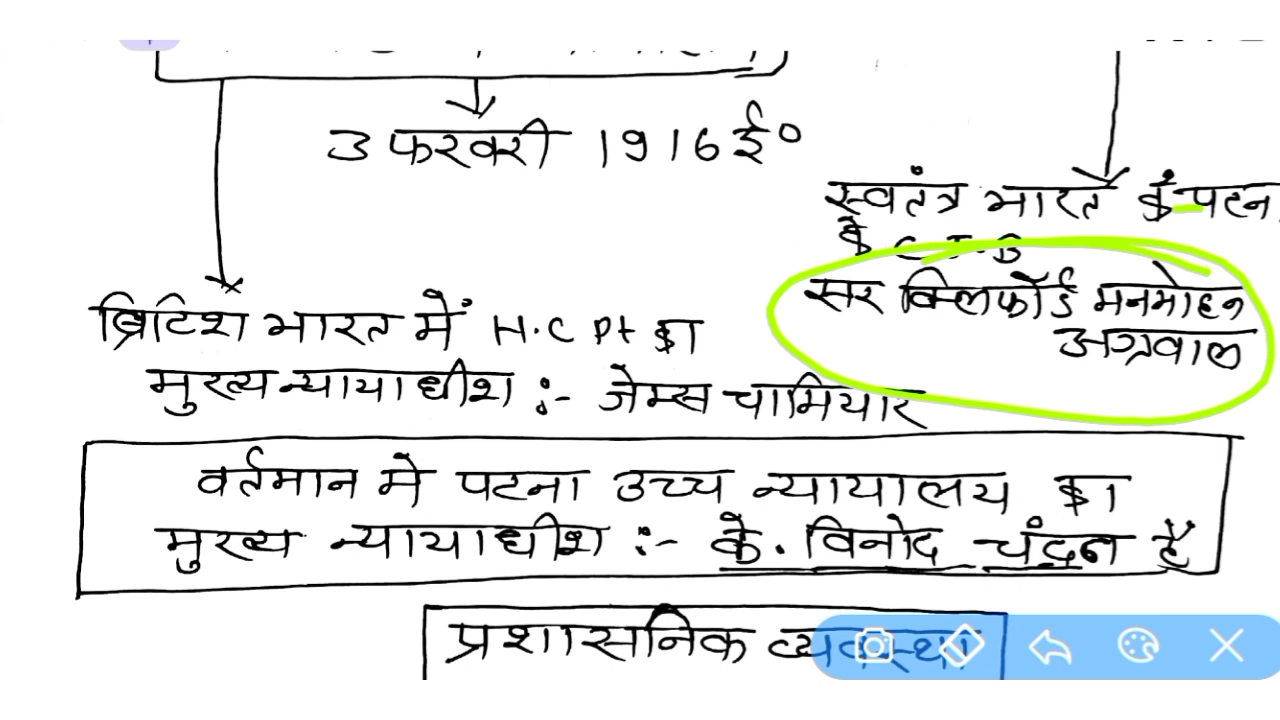 3 फरवरी 1916 ई०
स्वतंत्र भारत के पटना
के C J B
सर क्लिफॉर्ड मनमोहन
अग्रवाल
ब्रिटिश भारत में H.C Pt का
मुख्य न्यायाधीश :- जेम्स चामियार
वर्तमान मे पटना उच्च न्यायालय का
मुख्य न्यायाधीश :- के. विनोद चंद्रन है
प्रशासनिक व्यवस्था